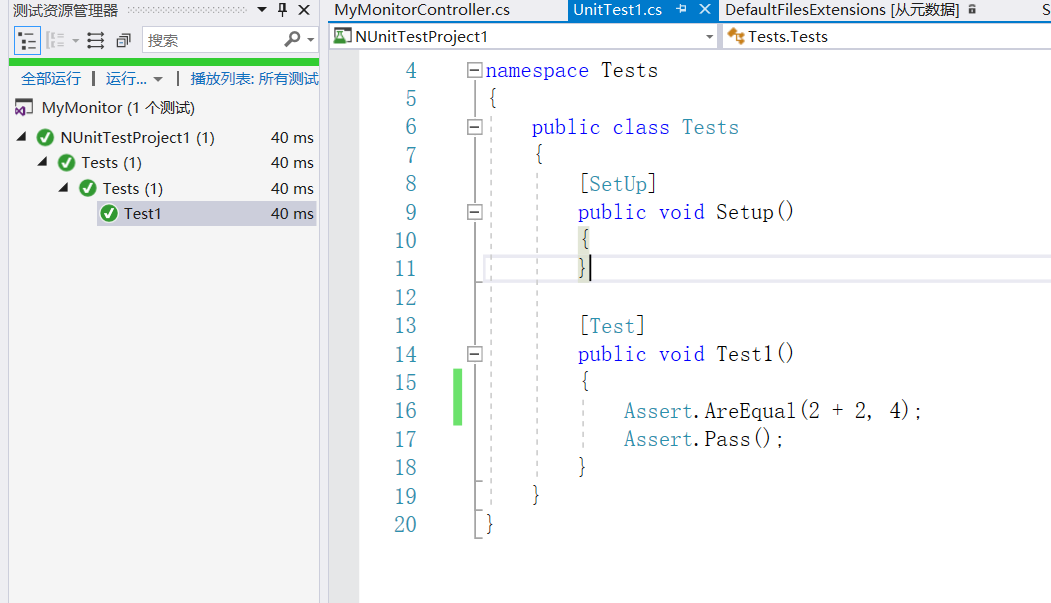 测试资源管理器
搜索
全部运行 | 运行... | 播放列表: 所有测试
MyMonitor (1 个测试)
NUnitTestProject1 (1) 40 ms
Tests (1) 40 ms
Tests (1) 40 ms
Test1 40 ms
MyMonitorController.cs UnitTest1.cs DefaultFilesExtensions [从元数据] S
NUnitTestProject1 Tests.Tests
4 namespace Tests
5 {
6 public class Tests
7 {
8 [SetUp]
9 public void Setup()
10 {
11 }
12
13 [Test]
14 public void Test1()
15 {
16 Assert.AreEqual(2 + 2, 4);
17 Assert.Pass();
18 }
19 }
20 }